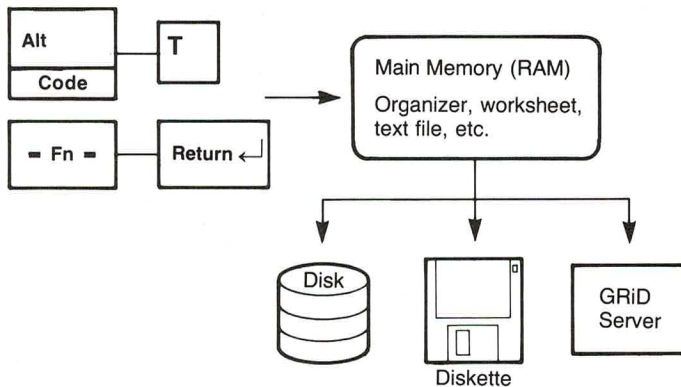 Alt
Code
T
Main Memory (RAM)
Organizer, worksheet,
text file, etc.
Fn
Return
Disk
GRiD
Server
Diskette